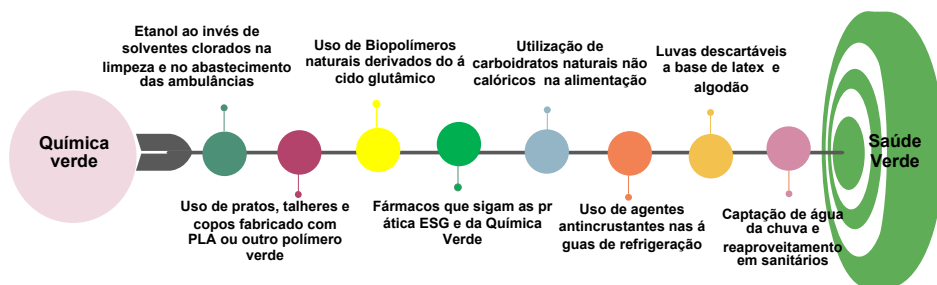 Química
verde
Etanol ao invés de
solventes clorados na
limpeza e no abastecimento
das ambulâncias
Uso de pratos, talheres e
copos fabricado com
PLA ou outro polímero
verde
Uso de Biopolímeros
naturais derivados do á
cido glutâmico
Fármacos que sigam as pr
ática ESG e da Química
Verde
Utilização de
carboidratos naturais não
calóricos na alimentação
Uso de agentes
antincrustantes nas á
guas de refrigeração
Luvas descartáveis
a base de latex e
algodão
Captação de água
da chuva e
reaproveitamento
em sanitários
Saúde
Verde